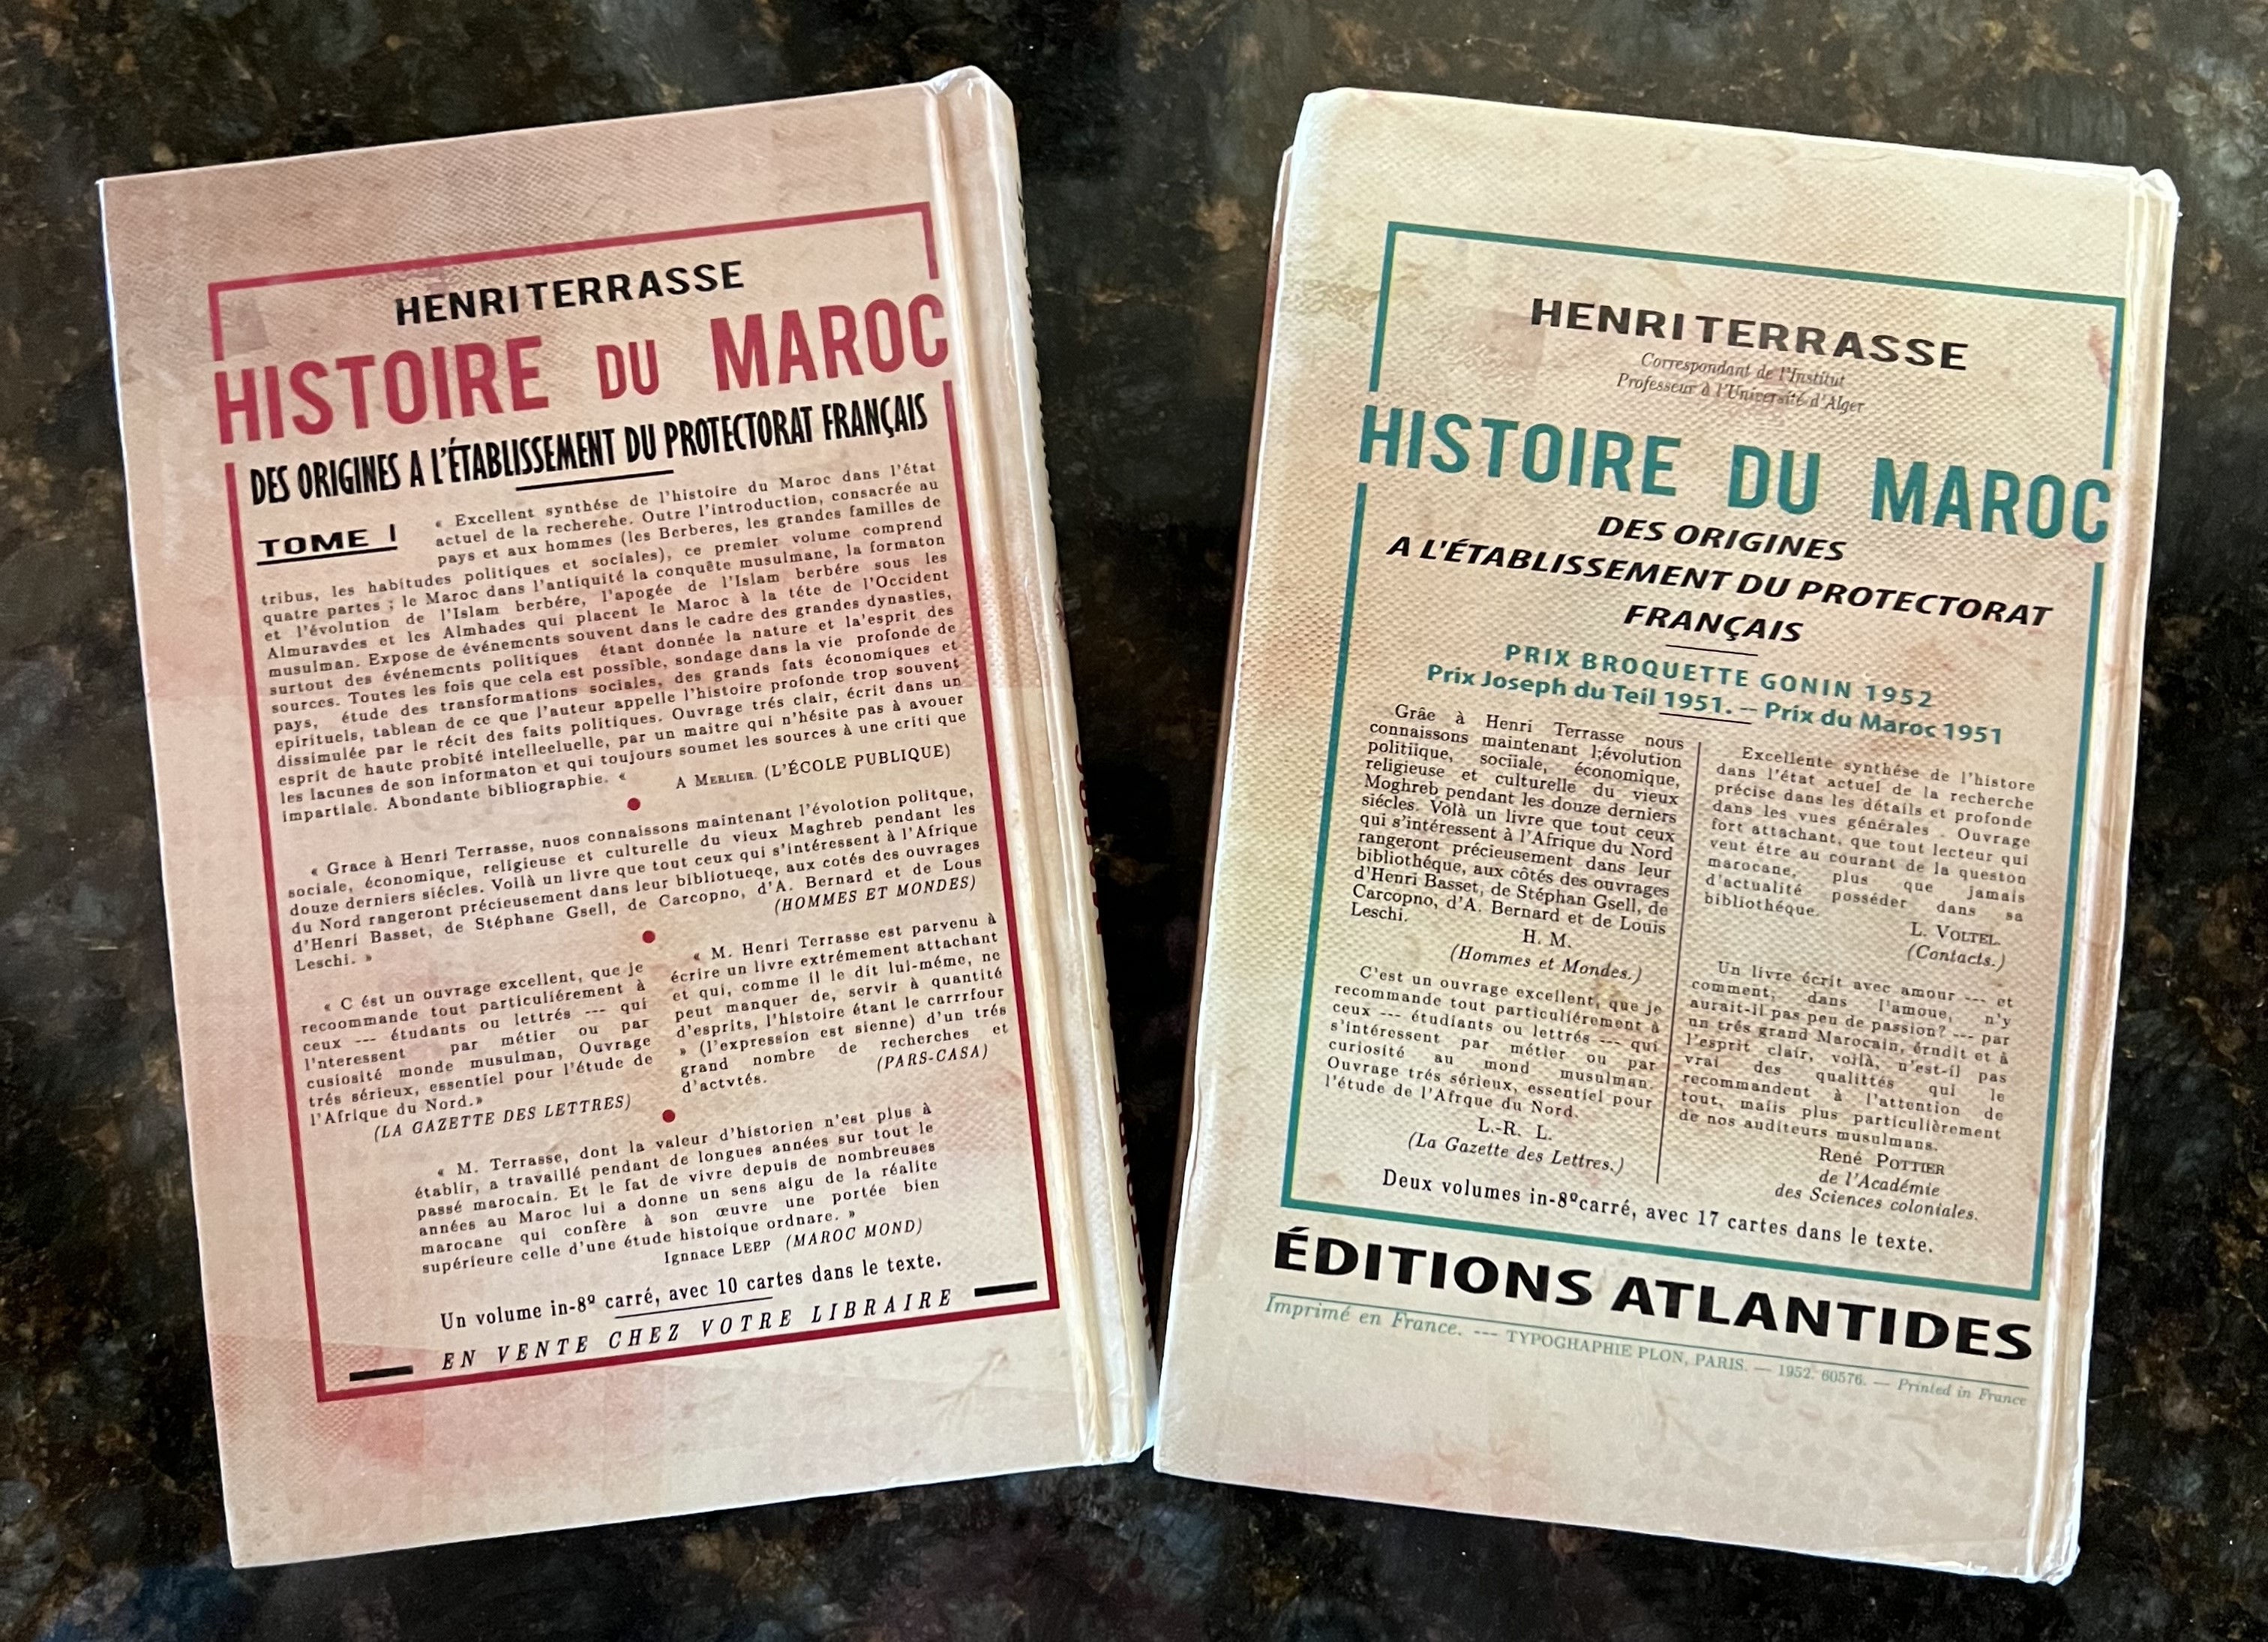 HENRI TERRASSE
HISTOIRE DU MAROC
DES ORIGINES A L'ÉTABLISSEMENT DU PROTECTORAT FRANÇAIS
TOME I
« Excellent synthése de l'histoire du Maroc dans l'état
actuel de la recherehe. Outre l'introduction, consacrée au
pays et aux hommes (les Berberes, les grandes familles de
tribus, les habitudes politiques et sociales), ce premier volume comprend
quatre partes ; le Maroc dans l'antiquité la conquête musulmane, la formaton
et l'évolution de l'Islam berbére, l'apogée de l'Islam berbére sous les
Almuravdes et les Almhades qui placent le Maroc à la téte de l'Occident
musulman. Expose de événements souvent dans le cadre des grandes dynastles,
surtout des événements politiques étant donnée la nature et la'esprit des
sources. Toutes les fois que cela est possible, sondage dans la vie profonde de
pays, étude des transformations sociales, des grands fats économiques et
epirituels, tablean de ce que l'auteur appelle l'histoire profonde trop souvent
dissimulée par le récit des faits politiques. Ouvrage trés clair, écrit dans un
esprit de haute probité intelleeluelle, par un maitre qui n'hésite pas à avouer
les Iacunes de son informaton et qui toujours soumet les sources à une criti que
impartiale. Abondante bibliographie. «
A MERLIER. (L'ÉCOLE PUBLIQUE)
« Grace à Henri Terrasse, nuos connaissons maintenant l'évolotion politque,
sociale, économique, religieuse et culturelle du vieux Maghreb pendant les
douze derniers siécles. Voilà un livre que tout ceux qui s'intéressent à l'Afrique
du Nord rangeront précieusement dans leur bibliotueqe, aux cotés des ouvrages
d'Henri Basset, de Stéphane Gsell, de Carcopno, d'A. Bernard et de Lous
Leschi. »
(HOMMES ET MONDES)
« C ést un ouvrage excellent, que je
recoommande tout particuliérement à
ceux --- étudants ou lettrés --- qui
l'nteressent par métier ou par
cusiosité monde musulman, Ouvrage
trés sérieux, essentiel pour l'étude de
l'Afrique du Nord.»
(LA GAZETTE DES LETTRES)
« M. Henri Terrasse est parvenu à
écrire un livre extrémement attachant
et qui, comme il le dit lui-méme, ne
peut manquer de, servir à quantité
d'esprits, l'histoire étant le carrrfour
» (l'expression est sienne) d'un trés
grand nombre de recherches et
d'actvtés.
(PARS-CASA)
« M. Terrasse, dont la valeur d'historien n'est plus à
établir, a travaillé pendant de longues années sur tout le
passé marocain. Et le fat de vivre depuis de nombreuses
années au Maroc lui a donne un sens aigu de la réalite
marocane qui confère à son œuvre une portée bien
supérieure celle d'une étude histoique ordnare. »
Ignnace LEEP (MAROC MOND)
Un volume in-8º carré, avec 10 cartes dans le texte.
EN VENTE CHEZ VOTRE LIBRAIRE
HENRI TERRASSE
Correspondant de l'Institut
Professeur à l'Université d'Alger
HISTOIRE DU MAROC
DES ORIGINES
A L'ÉTABLISSEMENT DU PROTECTORAT
FRANÇAIS
PRIX BROQUETTE GONIN 1952
Prix Joseph du Teil 1951. -- Prix du Maroc 1951
Grâe à Henri Terrasse nous
connaissons maintenant l;évolution
politiique, sociiale, économique,
religieuse et culturelle du vieux
Moghreb pendant les douze derniers
siécles. Volà un livre que tout ceux
qui s'intéressent à l'Afrique du Nord
rangeront précieusement dans leur
bibliothéque, aux côtés des ouvrages
d'Henri Basset, de Stéphan Gsell, de
Carcopno, d'A. Bernard et de Louis
Leschi.
H. M.
(Hommes et Mondes.)
C'est un ouvrage excellent, que je
recommande tout particuliérement à
ceux --- étudiants ou lettrés --- qui
s'intéressent par métier ou par
curiosité au mond musulman.
Ouvrage trés sérieux, essentiel pour
l'étude de l'Afrque du Nord.
L.-R. L.
(La Gazette des Lettres.)
Excellente synthése de l'histore
dans l'état actuel de la recherche
précise dans les détails et profonde
dans les vues générales . Ouvrage
fort attachant, que tout lecteur qui
veut étre au courant de la queston
marocane, plus que jamais
d'actualité posséder dans sa
bibliothéque.
L. VOLTEL.
(Contacts.)
Un livre écrit avec amour --- et
comment, dans l'amoue, n'y
aurait-il pas peu de passion? --- par
un trés grand Marocain, érndit et à
l'esprit clair, voilà, n'est-il pas
vrai des qualittés qui le
recommandent à l'attention de
tout, maiis plus particulièrement
de nos auditeurs musulmans.
René POTTIER
de l'Académie
des Sciences coloniales.
Deux volumes in-8ºcarré, avec 17 cartes dans le texte.
ÉDITIONS ATLANTIDES
Imprimé en France. --- TYPOGHAPHIE PLON, PARIS. — 1952. 60576. — Printed in France